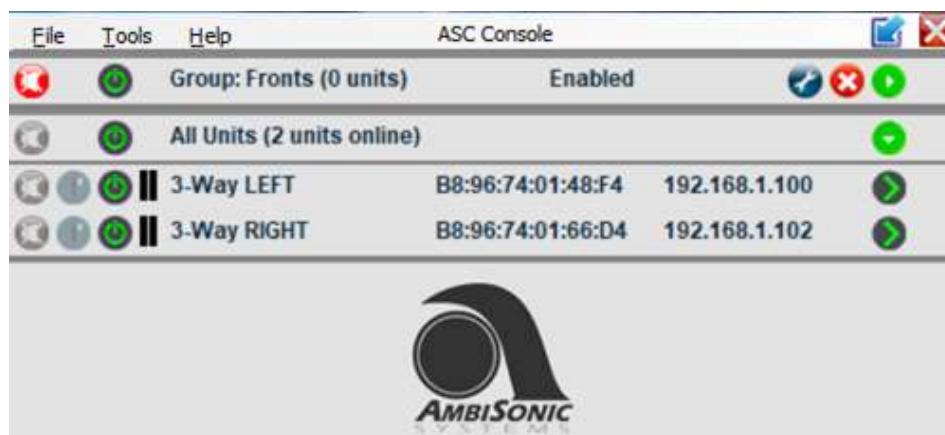 File Tools Help ASC Console
Group: Fronts (0 units) Enabled
All Units (2 units online)
3-Way LEFT B8:96:74:01:48:F4 192.168.1.100
3-Way RIGHT B8:96:74:01:66:D4 192.168.1.102
AMBISONIC
SYSTEMS